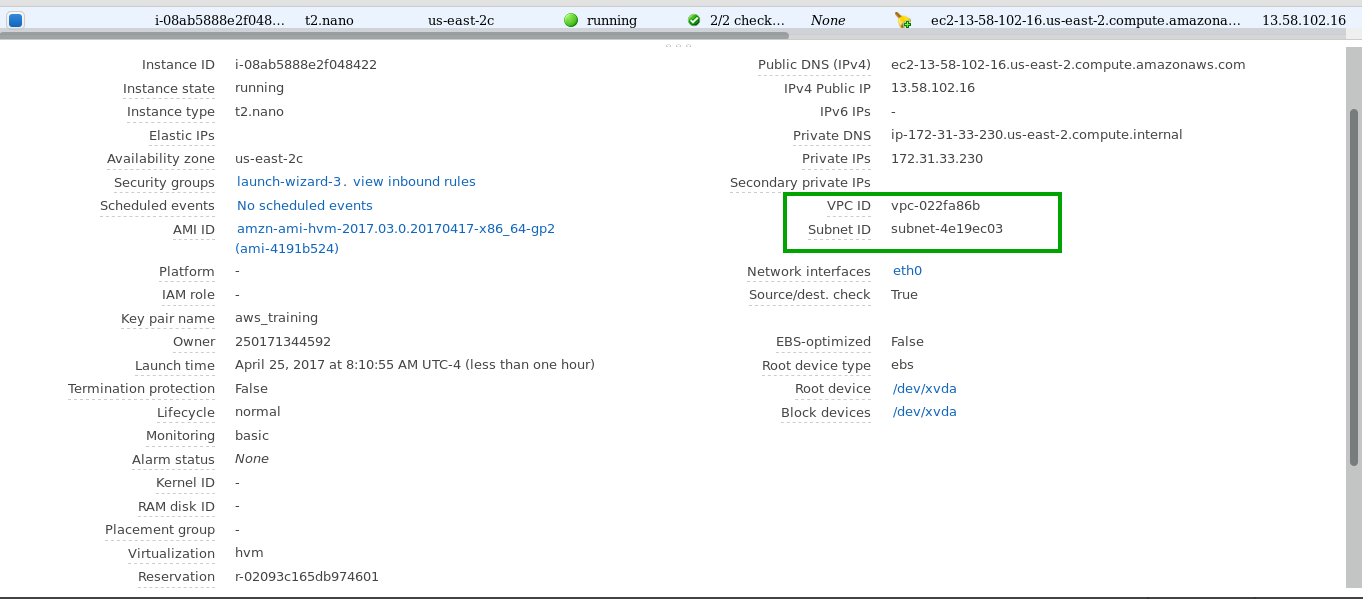 i-08ab5888e2f048… t2.nano us-east-2c running 2/2 check… None ec2-13-58-102-16.us-east-2.compute.amazona… 13.58.102.16
Instance ID i-08ab5888e2f048422
Instance state running
Instance type t2.nano
Elastic IPs
Availability zone us-east-2c
Security groups launch-wizard-3. view inbound rules
Scheduled events No scheduled events
AMI ID amzn-ami-hvm-2017.03.0.20170417-x86_64-gp2
(ami-4191b524)
Platform -
IAM role -
Key pair name aws_training
Owner 250171344592
Launch time April 25, 2017 at 8:10:55 AM UTC-4 (less than one hour)
Termination protection False
Lifecycle normal
Monitoring basic
Alarm status None
Kernel ID -
RAM disk ID -
Placement group -
Virtualization hvm
Reservation r-02093c165db974601
Public DNS (IPv4) ec2-13-58-102-16.us-east-2.compute.amazonaws.com
IPv4 Public IP 13.58.102.16
IPv6 IPs -
Private DNS ip-172-31-33-230.us-east-2.compute.internal
Private IPs 172.31.33.230
Secondary private IPs
VPC ID vpc-022fa86b
Subnet ID subnet-4e19ec03
Network interfaces eth0
Source/dest. check True
EBS-optimized False
Root device type ebs
Root device /dev/xvda
Block devices /dev/xvda